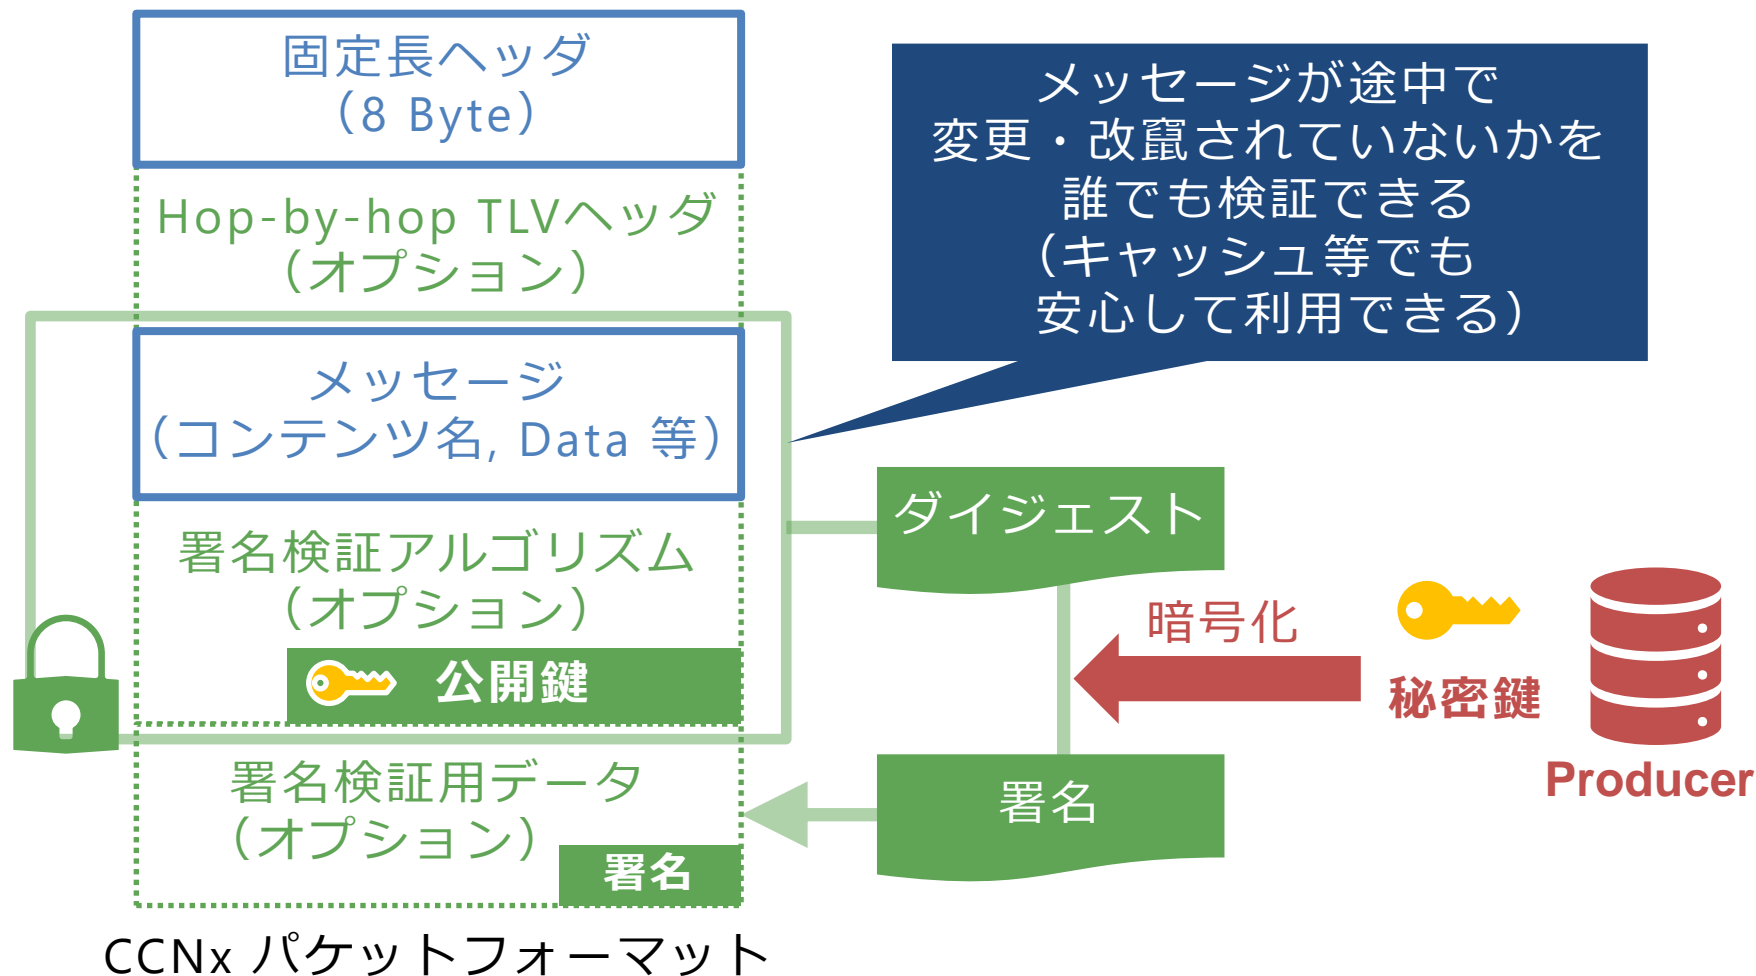 固定長ヘッダ
（8 Byte）
Hop-by-hop TLVヘッダ
（オプション）
メッセージ
（コンテンツ名, Data 等）
署名検証アルゴリズム
（オプション）
公開鍵
署名検証用データ
（オプション）
署名
CCNx パケットフォーマット
メッセージが途中で
変更・改竄されていないかを
誰でも検証できる
（キャッシュ等でも
安心して利用できる）
ダイジェスト
暗号化
秘密鍵
Producer
署名